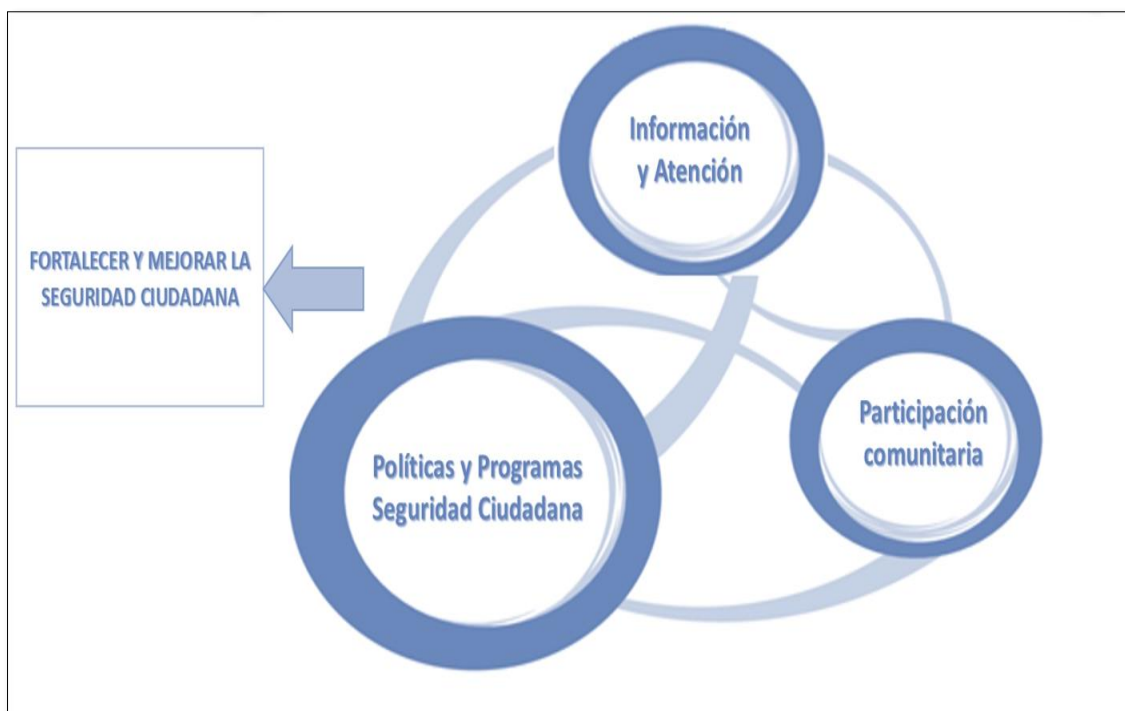 Información
y Atención
FORTALECER Y MEJORAR LA
SEGURIDAD CIUDADANA
Participación
comunitaria
Políticas y Programas
Seguridad Ciudadana